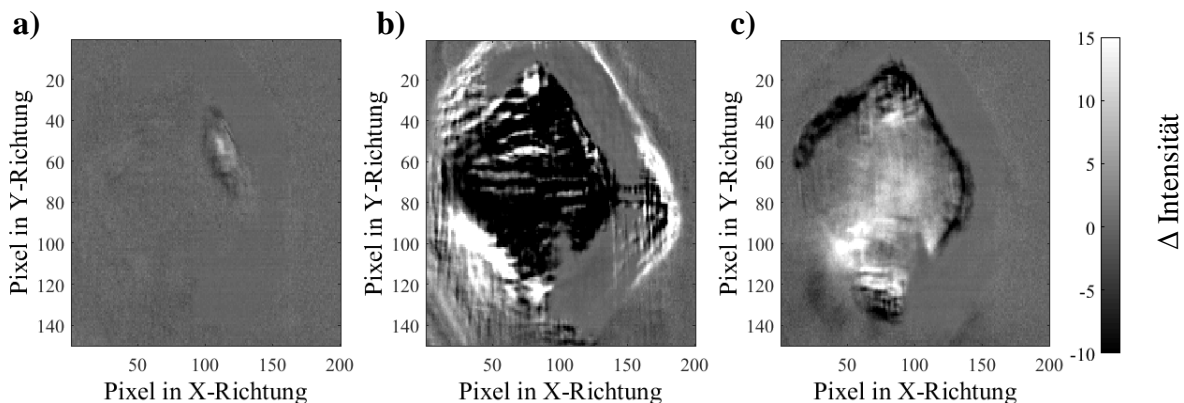 a) b) c)
20 40 60 80 100 120 140
Pixel in Y-Richtung
50 100 150 200
Pixel in X-Richtung
20 40 60 80 100 120 140
Pixel in Y-Richtung
50 100 150 200
Pixel in X-Richtung
20 40 60 80 100 120 140
Pixel in Y-Richtung
50 100 150 200
Pixel in X-Richtung
15 10 5 0 -5 -10
Δ Intensität